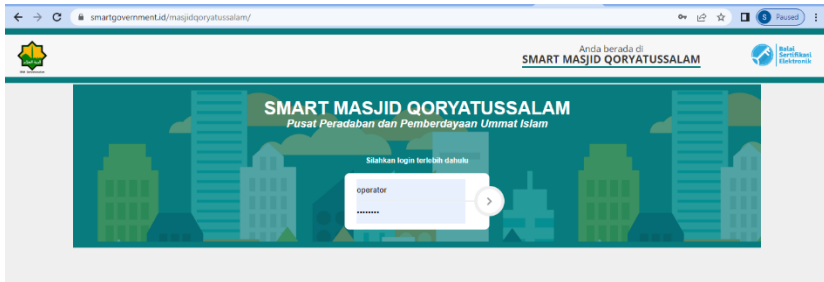 smartgovernment.id/masjidqoryatussalam/
S Paused
Anda berada di
SMART MASJID QORYATUSSALAM
Balai
Sertifikasi
Elektronik
SMART MASJID QORYATUSSALAM
Pusat Peradaban dan Pemberdayaan Ummat Islam
Silahkan login terlebih dahulu
operator
••••••••